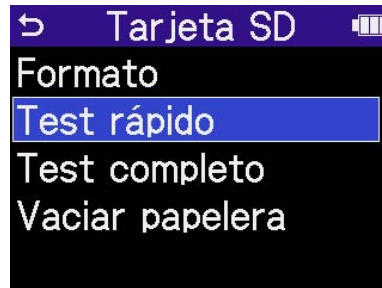 Tarjeta SD
Formato
Test rápido
Test completo
Vaciar papelera